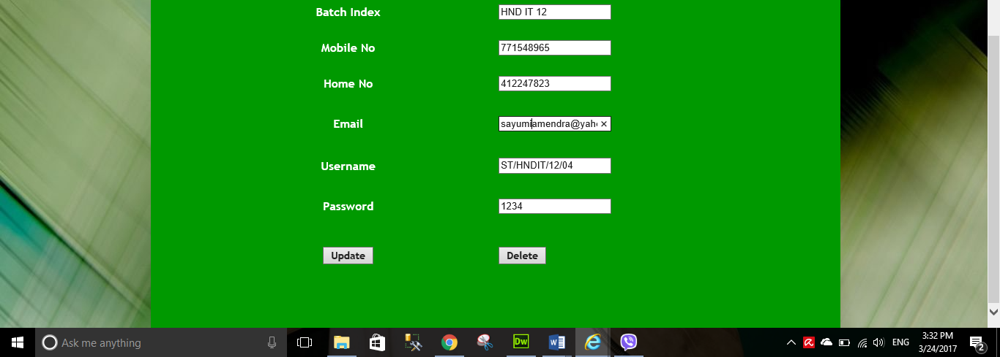 Batch Index HND IT 12
Mobile No 771548965
Home No 412247823
Email sayumiamendra@yah
Username ST/HNDIT/12/04
Password 1234
Update Delete
Ask me anything
Dw
ENG
3:32 PM
3/24/2017
2